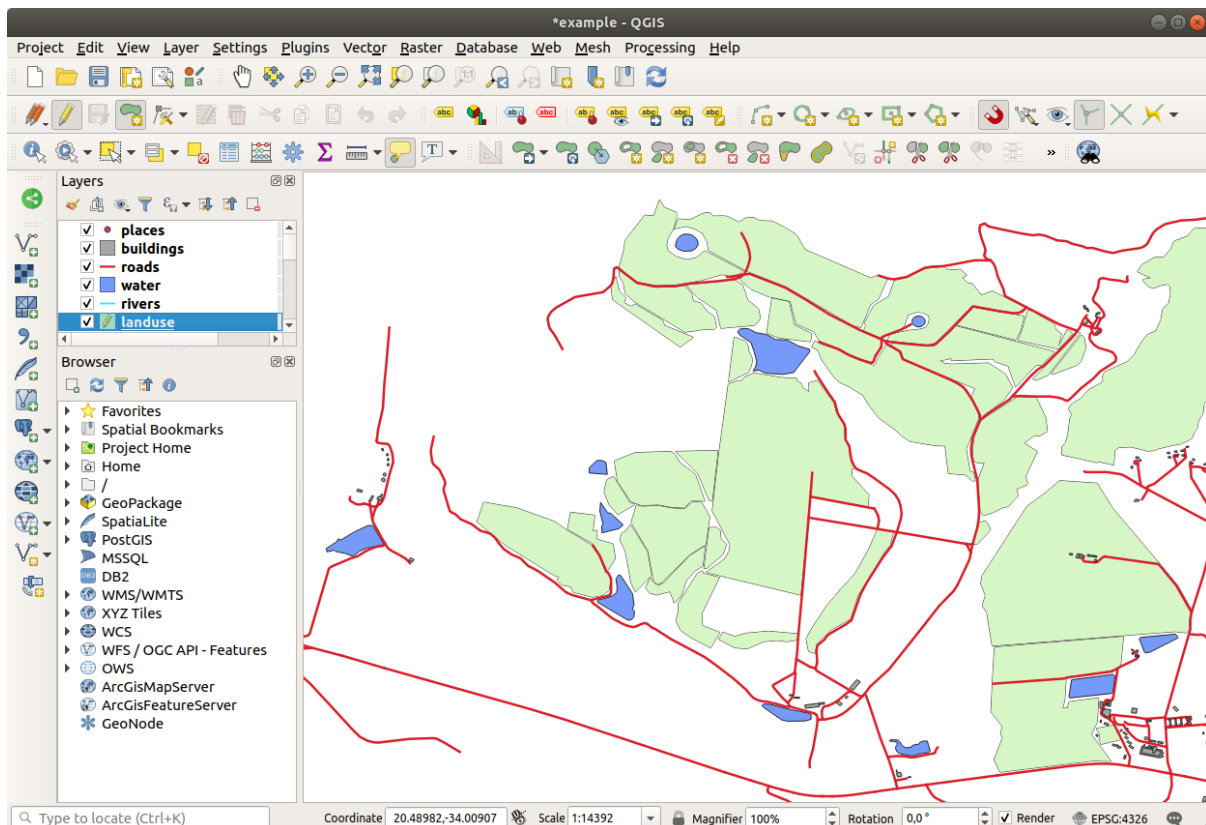 *example - QGIS
Project Edit View Layer Settings Plugins Vector Raster Database Web Mesh Processing Help
Layers
places
buildings
roads
water
rivers
landuse
Browser
Favorites
Spatial Bookmarks
Project Home
Home
/
GeoPackage
SpatiaLite
PostGIS
MSSQL
DB2
WMS/WMTS
XYZ Tiles
WCS
WFS / OGC API - Features
OWS
ArcGisMapServer
ArcGisFeatureServer
GeoNode
Type to locate (Ctrl+K) Coordinate 20.48982,-34.00907 Scale 1:14392 Magnifier 100% Rotation 0,0 ° Render EPSG:4326